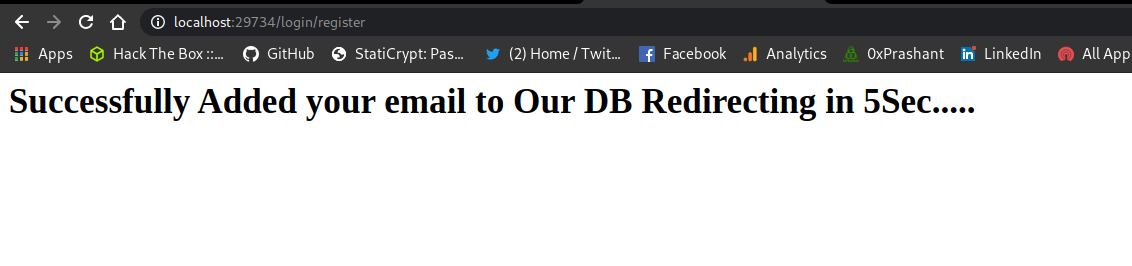 localhost:29734/login/register
Apps Hack The Box ::... GitHub StatiCrypt: Pas... (2) Home / Twit... Facebook Analytics 0xPrashant LinkedIn All App
Successfully Added your email to Our DB Redirecting in 5Sec.....